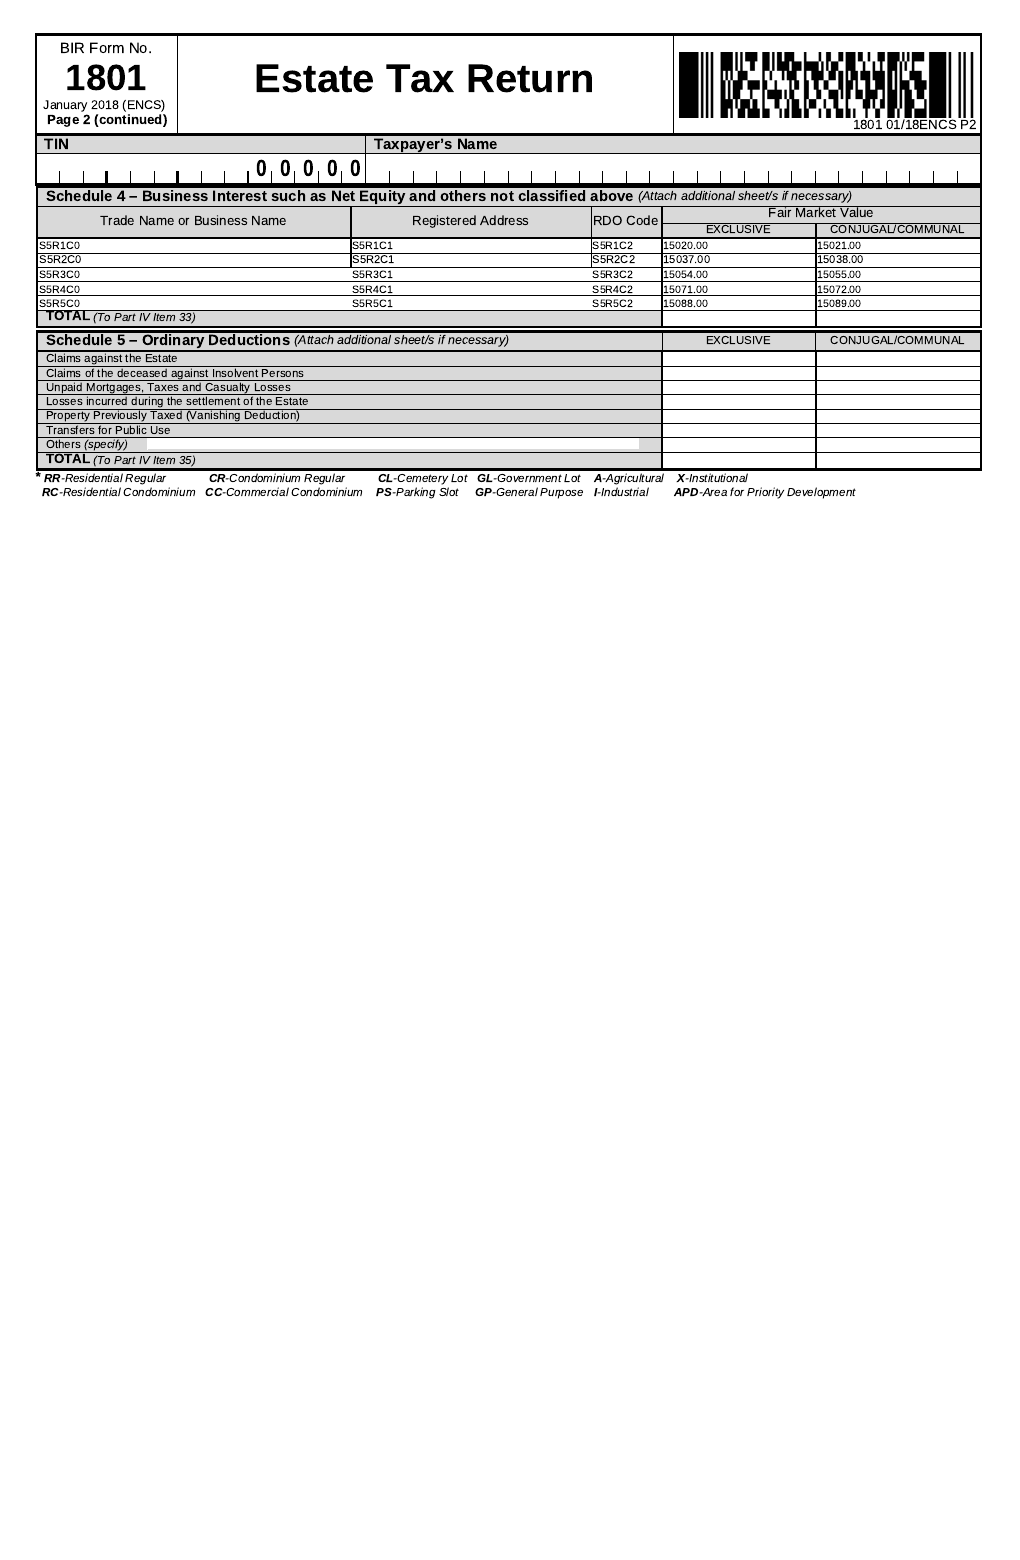 BIR Form No.
1801
January 2018 (ENCS)
Page 2 (continued)
Estate Tax Return
1801 01/18ENCS P2
TIN Taxpayer's Name
0 0 0 0 0
Schedule 4 – Business Interest such as Net Equity and others not classified above (Attach additional sheet/s if necessary)
Trade Name or Business Name Registered Address RDO Code Fair Market Value
EXCLUSIVE CONJUGAL/COMMUNAL
S5R1C0 S5R1C1 S5R1C2 15020.00 15021.00
S5R2C0 S5R2C1 S5R2C2 15037.00 15038.00
S5R3C0 S5R3C1 S5R3C2 15054.00 15055.00
S5R4C0 S5R4C1 S5R4C2 15071.00 15072.00
S5R5C0 S5R5C1 S5R5C2 15088.00 15089.00
TOTAL (To Part IV Item 33)
Schedule 5 – Ordinary Deductions (Attach additional sheet/s if necessary) EXCLUSIVE CONJUGAL/COMMUNAL
Claims against the Estate
Claims of the deceased against Insolvent Persons
Unpaid Mortgages, Taxes and Casualty Losses
Losses incurred during the settlement of the Estate
Property Previously Taxed (Vanishing Deduction)
Transfers for Public Use
Others (specify)
TOTAL (To Part IV Item 35)
* RR-Residential Regular CR-Condominium Regular CL-Cemetery Lot GL-Government Lot A-Agricultural X-Institutional
RC-Residential Condominium CC-Commercial Condominium PS-Parking Slot GP-General Purpose I-Industrial APD-Area for Priority Development